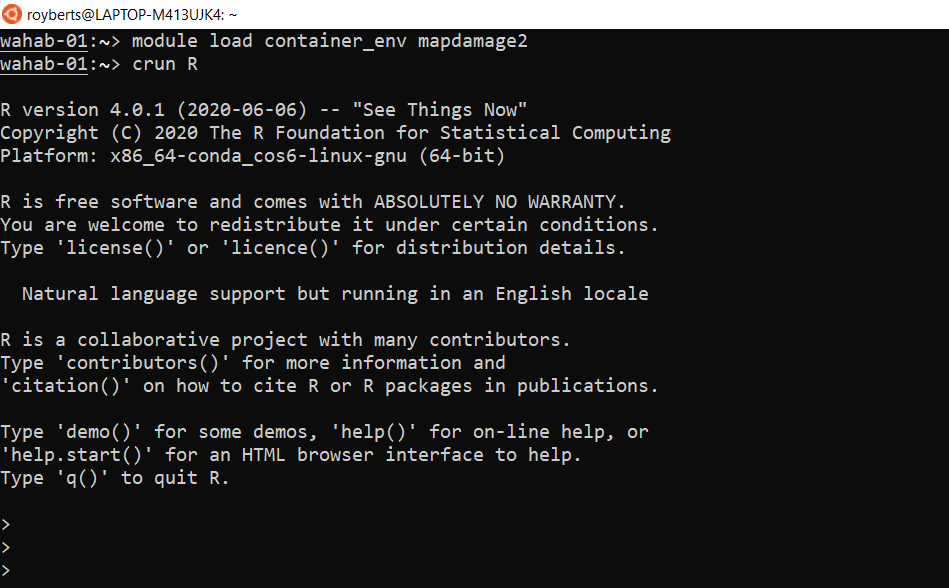 royberts@LAPTOP-M413UJK4: ~
wahab-01:~> module load container_env mapdamage2
wahab-01:~> crun R
R version 4.0.1 (2020-06-06) -- "See Things Now"
Copyright (C) 2020 The R Foundation for Statistical Computing
Platform: x86_64-conda_cos6-linux-gnu (64-bit)
R is free software and comes with ABSOLUTELY NO WARRANTY.
You are welcome to redistribute it under certain conditions.
Type 'license()' or 'licence()' for distribution details.
  Natural language support but running in an English locale
R is a collaborative project with many contributors.
Type 'contributors()' for more information and
'citation()' on how to cite R or R packages in publications.
Type 'demo()' for some demos, 'help()' for on-line help, or
'help.start()' for an HTML browser interface to help.
Type 'q()' to quit R.
>
>
>